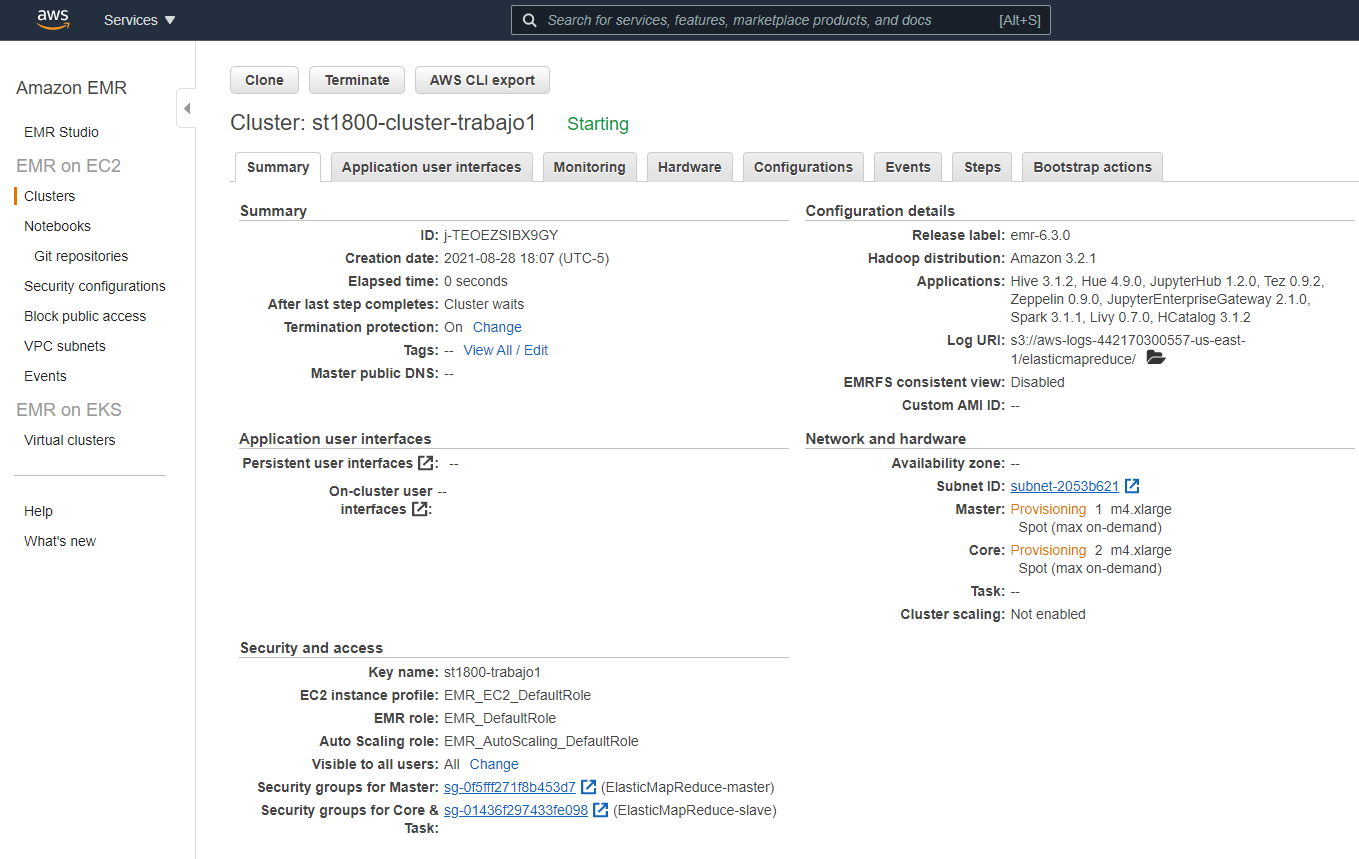 aws
Services
Search for services, features, marketplace products, and docs
[Alt+S]
Amazon EMR
EMR Studio
EMR on EC2
Clusters
Notebooks
Git repositories
Security configurations
Block public access
VPC subnets
Events
EMR on EKS
Virtual clusters
Help
What's new
Clone
Terminate
AWS CLI export
Cluster: st1800-cluster-trabajo1 Starting
Summary
Application user interfaces
Monitoring
Hardware
Configurations
Events
Steps
Bootstrap actions
Summary
ID: j-TEOEZSIBX9GY
Creation date: 2021-08-28 18:07 (UTC-5)
Elapsed time: 0 seconds
After last step completes: Cluster waits
Termination protection: On Change
Tags: -- View All / Edit
Master public DNS: --
Configuration details
Release label: emr-6.3.0
Hadoop distribution: Amazon 3.2.1
Applications: Hive 3.1.2, Hue 4.9.0, JupyterHub 1.2.0, Tez 0.9.2,
Zeppelin 0.9.0, JupyterEnterpriseGateway 2.1.0,
Spark 3.1.1, Livy 0.7.0, HCatalog 3.1.2
Log URI: s3://aws-logs-442170300557-us-east-
1/elasticmapreduce/
EMRFS consistent view: Disabled
Custom AMI ID: --
Application user interfaces
Persistent user interfaces : --
On-cluster user --
interfaces :
Network and hardware
Availability zone: --
Subnet ID: subnet-2053b621
Master: Provisioning 1 m4.xlarge
Spot (max on-demand)
Core: Provisioning 2 m4.xlarge
Spot (max on-demand)
Task: --
Cluster scaling: Not enabled
Security and access
Key name: st1800-trabajo1
EC2 instance profile: EMR_EC2_DefaultRole
EMR role: EMR_DefaultRole
Auto Scaling role: EMR_AutoScaling_DefaultRole
Visible to all users: All Change
Security groups for Master: sg-0f5fff271f8b453d7 (ElasticMapReduce-master)
Security groups for Core & sg-01436f297433fe098 (ElasticMapReduce-slave)
Task: